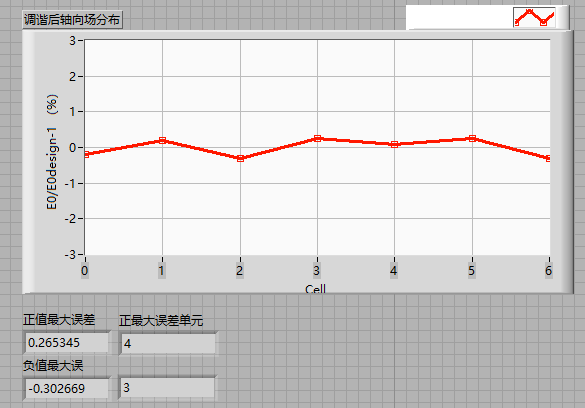 调谐后轴向场分布
E0/E0design-1 （%）
3
2
1
0
-1
-2
-3
0 1 2 3 4 5 6
Cell
正值最大误差 正最大误差单元
0.265345 4
负值最大误
-0.302669 3